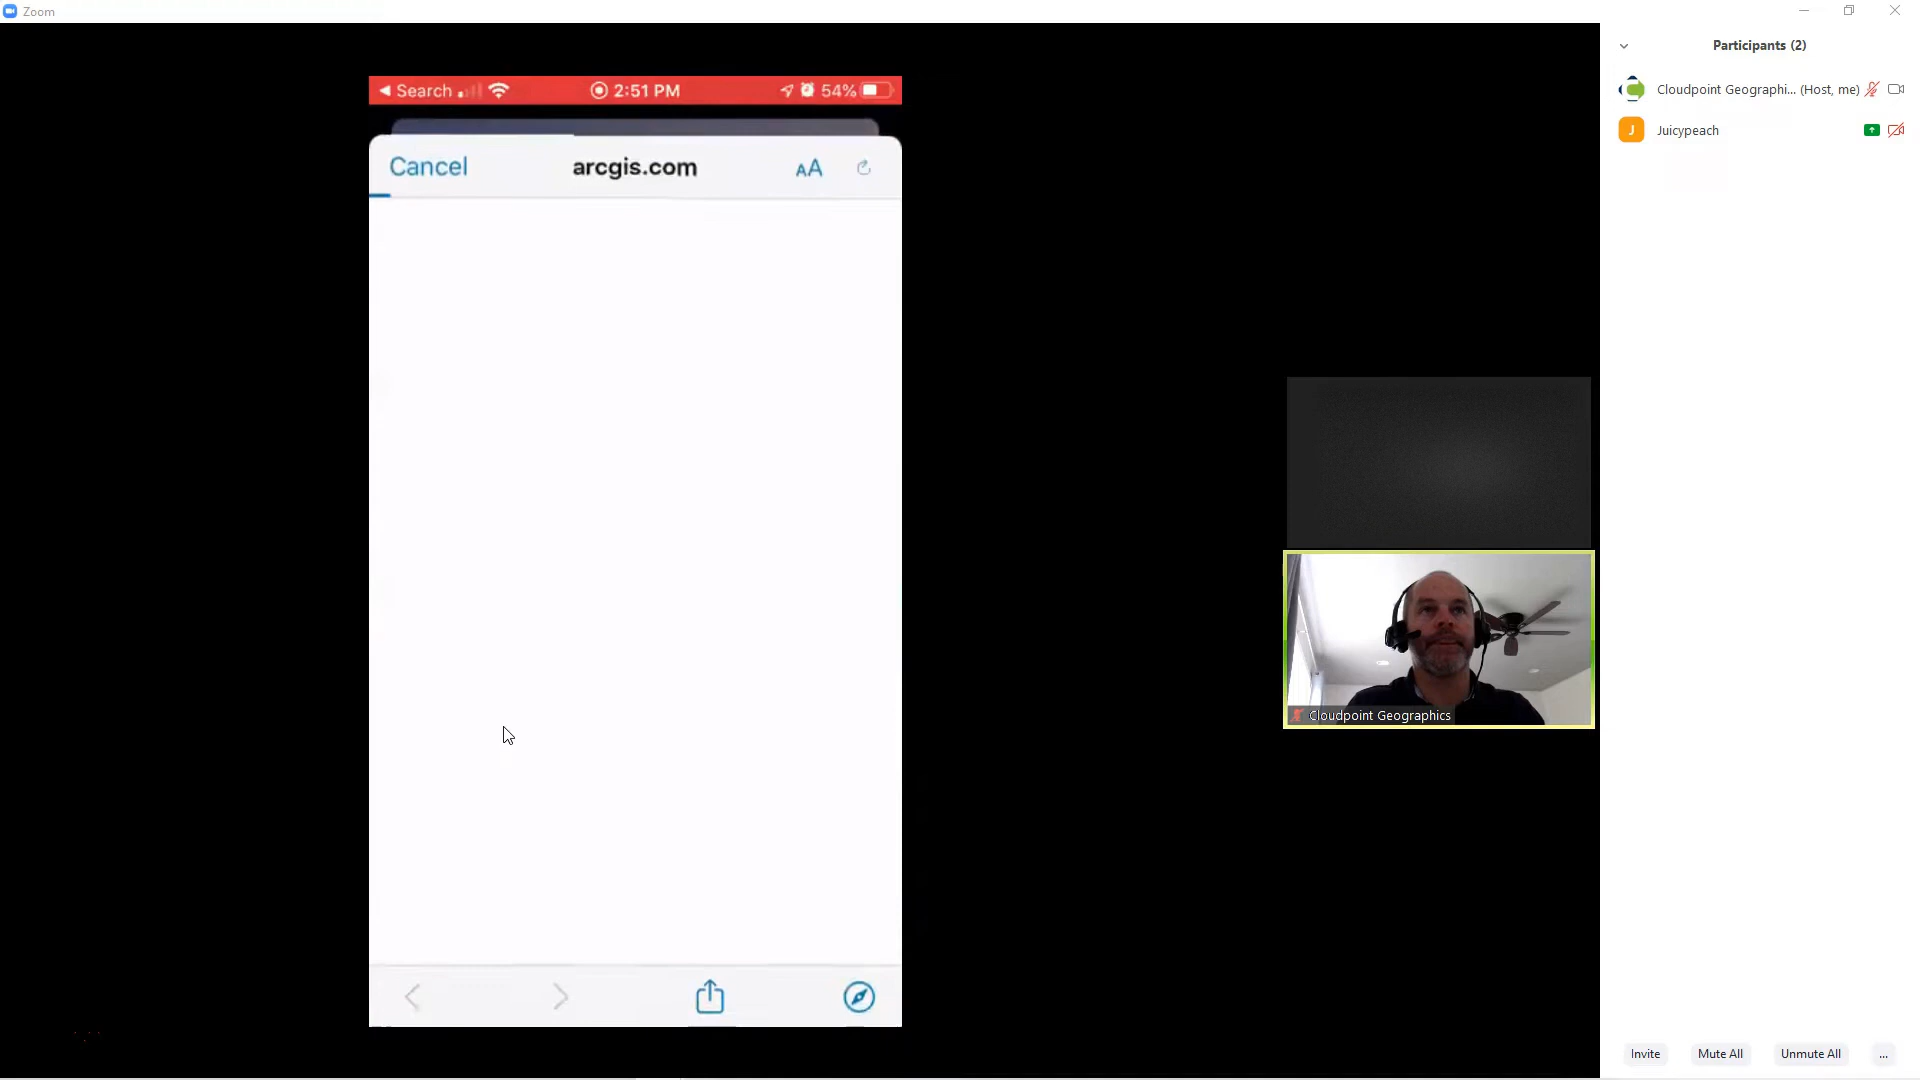 Zoom
Search
2:51 PM
54%
Cancel
arcgis.com
AA
Participants (2)
Cloudpoint Geographi... (Host, me)
J
Juicypeach
Cloudpoint Geographics
Invite
Mute All
Unmute All
...